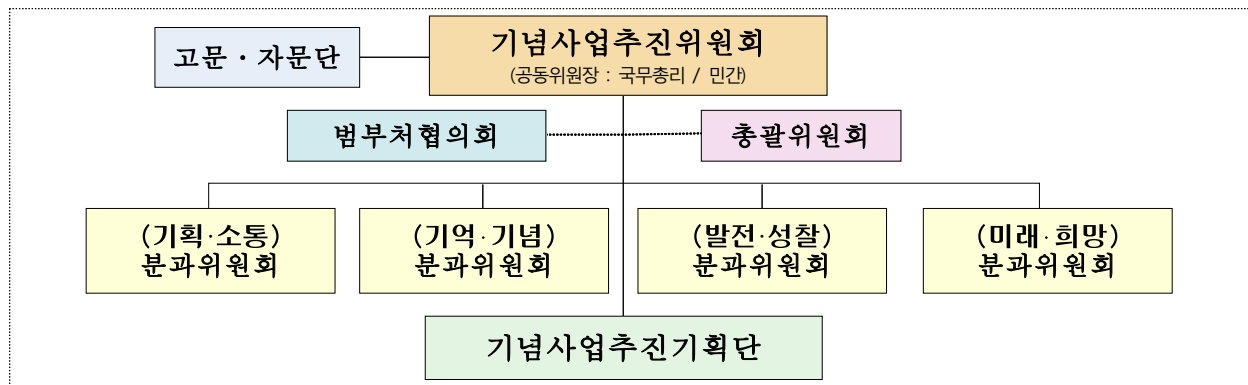 고문·자문단
기념사업추진위원회
(공동위원장 : 국무총리 / 민간)
범부처협의회
총괄위원회
(기획·소통)
분과위원회
(기억·기념)
분과위원회
(발전·성찰)
분과위원회
(미래·희망)
분과위원회
기념사업추진기획단